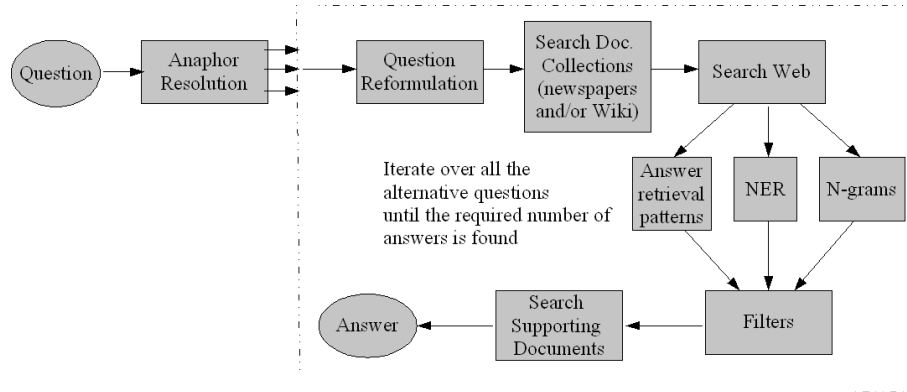 Question
Anaphor
Resolution
Question
Reformulation
Search Doc.
Collections
(newspapers
and/or Wiki)
Search Web
Iterate over all the
alternative questions
until the required number of
answers is found
Answer
retrieval
patterns
NER
N-grams
Answer
Search
Supporting
Documents
Filters